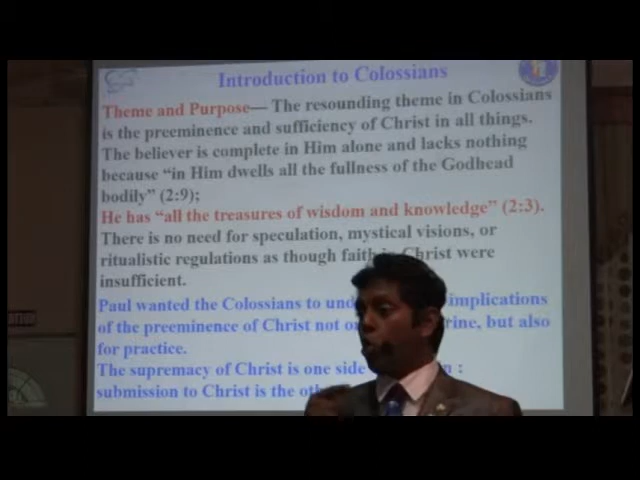 Introduction to Colossians
Theme and Purpose— The resounding theme in Colossians
is the preeminence and sufficiency of Christ in all things.
The believer is complete in Him alone and lacks nothing
because "in Him dwells all the fullness of the Godhead
bodily" (2:9);
He has "all the treasures of wisdom and knowledge" (2:3).
There is no need for speculation, mystical visions, or
ritualistic regulations as though faith Christ were
insufficient.
Paul wanted the Colossians to implications
of the preeminence of Christ not but also
for practice.
The supremacy of Christ is one side :
submission to Christ is the